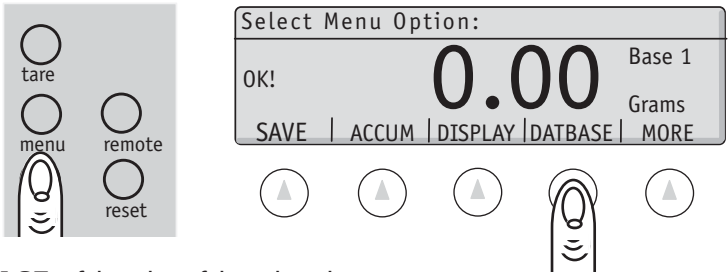 tare
menu remote
reset
Select Menu Option:
OK! 0.00 Base 1
Grams
SAVE | ACCUM | DISPLAY | DATBASE | MORE